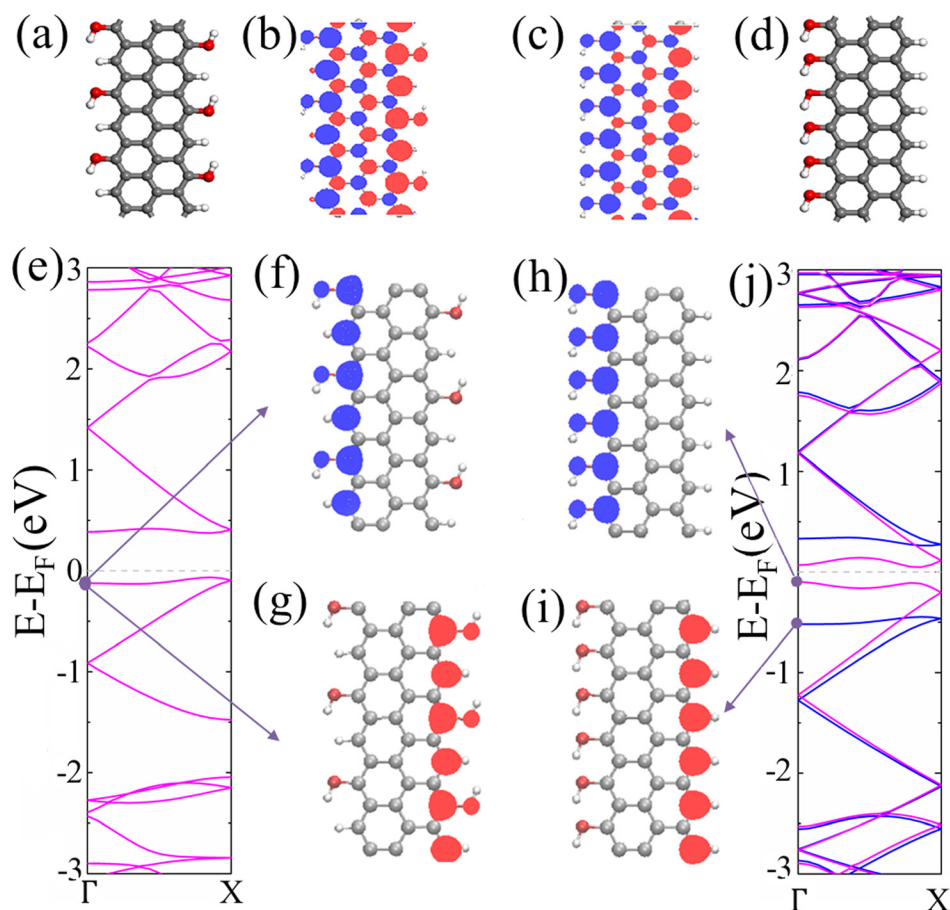 (a)
(b)
(c)
(d)
(e)
(f)
(h)
(j)
3
2
1
0
-1
-2
-3
E-E_F(eV)
Γ
X
(g)
(i)
3
2
1
0
-1
-2
-3
E-E_F(eV)
Γ
X